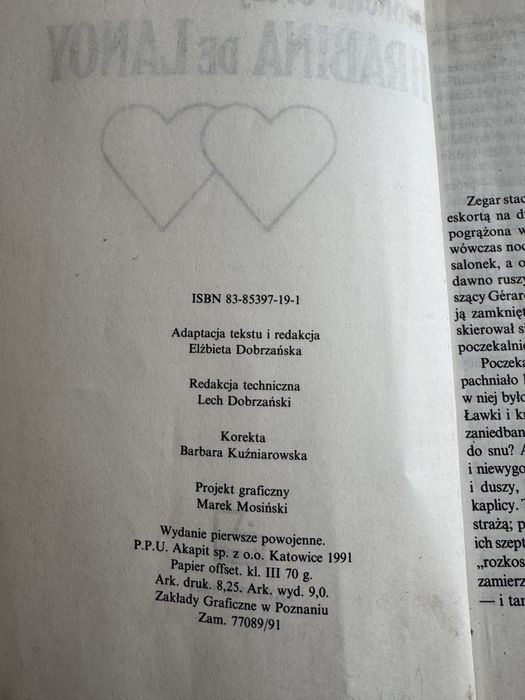 HRABINA DE LANOY
ISBN 83-85397-19-1
Adaptacja tekstu i redakcja
Elżbieta Dobrzańska
Redakcja techniczna
Lech Dobrzański
Korekta
Barbara Kuźniarowska
Projekt graficzny
Marek Mosiński
Wydanie pierwsze powojenne.
P.P.U. Akapit sp. z o.o. Katowice 1991
Papier offset. kl. III 70 g.
Ark. druk. 8,25. Ark. wyd. 9,0.
Zakłady Graficzne w Poznaniu
Zam. 77089/91
Zegar stac
eskortą na d
pogrążona w
wówczas noc
salonek, a o
dawno ruszy
szący Gérar
ją zamknięt
skierował s
poczekalni
Poczeka
pachniało
w niej było
Ławki i k
zaniedban
do snu? A
i niewygo
i duszy,
kaplicy.
strażą; p
ich szept
„rozkos
zamierz
— i tar